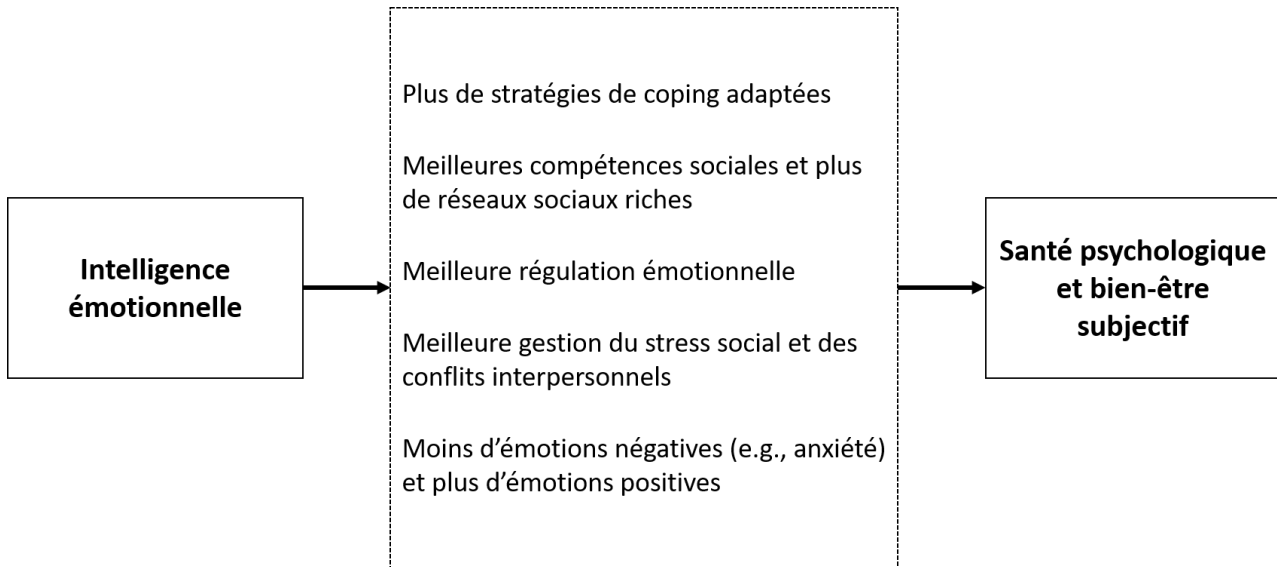 Plus de stratégies de coping adaptées
Meilleures compétences sociales et plus
de réseaux sociaux riches
Intelligence
émotionnelle
Meilleure régulation émotionnelle
Meilleure gestion du stress social et des
conflits interpersonnels
Moins d'émotions négatives (e.g., anxiété)
et plus d'émotions positives
Santé psychologique
et bien-être
subjectif